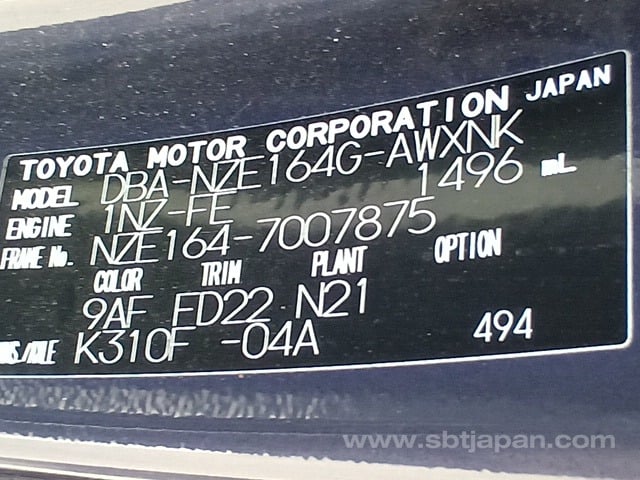 TOYOTA MOTOR CORPORATION JAPAN
MODEL DBA-NZE164G-AWXNK
ENGINE 1NZ-FE 1496 mL
FRAME No. NZE164-7007875
COLOR TRIM PLANT OPTION
9AF FD22 N21
K310F -04A 494
www.sbtjapan.com